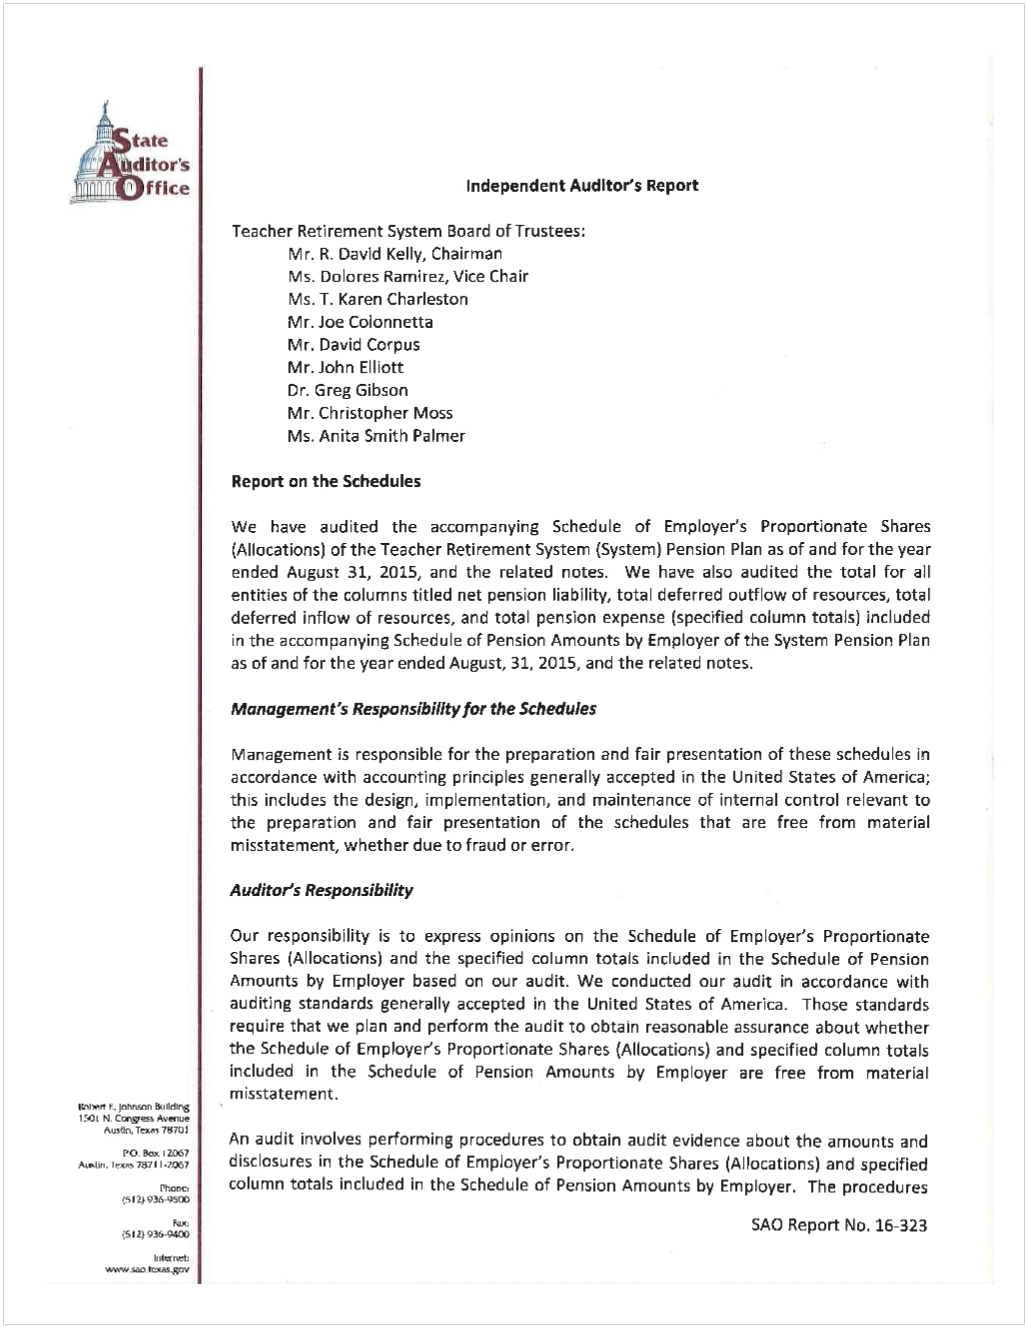 State
Auditor's
Office
Independent Auditor's Report
Teacher Retirement System Board of Trustees:
Mr. R. David Kelly, Chairman
Ms. Dolores Ramirez, Vice Chair
Ms. T. Karen Charleston
Mr. Joe Colonnetta
Mr. David Corpus
Mr. John Elliott
Dr. Greg Gibson
Mr. Christopher Moss
Ms. Anita Smith Palmer
Report on the Schedules
We have audited the accompanying Schedule of Employer's Proportionate Shares
(Allocations) of the Teacher Retirement System (System) Pension Plan as of and for the year
ended August 31, 2015, and the related notes. We have also audited the total for all
entities of the columns titled net pension liability, total deferred outflow of resources, total
deferred inflow of resources, and total pension expense (specified column totals) included
in the accompanying Schedule of Pension Amounts by Employer of the System Pension Plan
as of and for the year ended August, 31, 2015, and the related notes.
Management's Responsibility for the Schedules
Management is responsible for the preparation and fair presentation of these schedules in
accordance with accounting principles generally accepted in the United States of America;
this includes the design, implementation, and maintenance of internal control relevant to
the preparation and fair presentation of the schedules that are free from material
misstatement, whether due to fraud or error.
Auditor's Responsibility
Our responsibility is to express opinions on the Schedule of Employer's Proportionate
Shares (Allocations) and the specified column totals included in the Schedule of Pension
Amounts by Employer based on our audit. We conducted our audit in accordance with
auditing standards generally accepted in the United States of America. Those standards
require that we plan and perform the audit to obtain reasonable assurance about whether
the Schedule of Employer's Proportionate Shares (Allocations) and specified column totals
included in the Schedule of Pension Amounts by Employer are free from material
misstatement.
An audit involves performing procedures to obtain audit evidence about the amounts and
disclosures in the Schedule of Employer's Proportionate Shares (Allocations) and specified
column totals included in the Schedule of Pension Amounts by Employer. The procedures
Robert E. Johnson Building
1501 N. Congress Avenue
Austin, Texas 78701
P.O. Box 12067
Austin, Texas 78711-2067
Phone:
(512) 936-9500
Fax:
(512) 936-9400
Internet:
www.sao.texas.gov
SAO Report No. 16-323